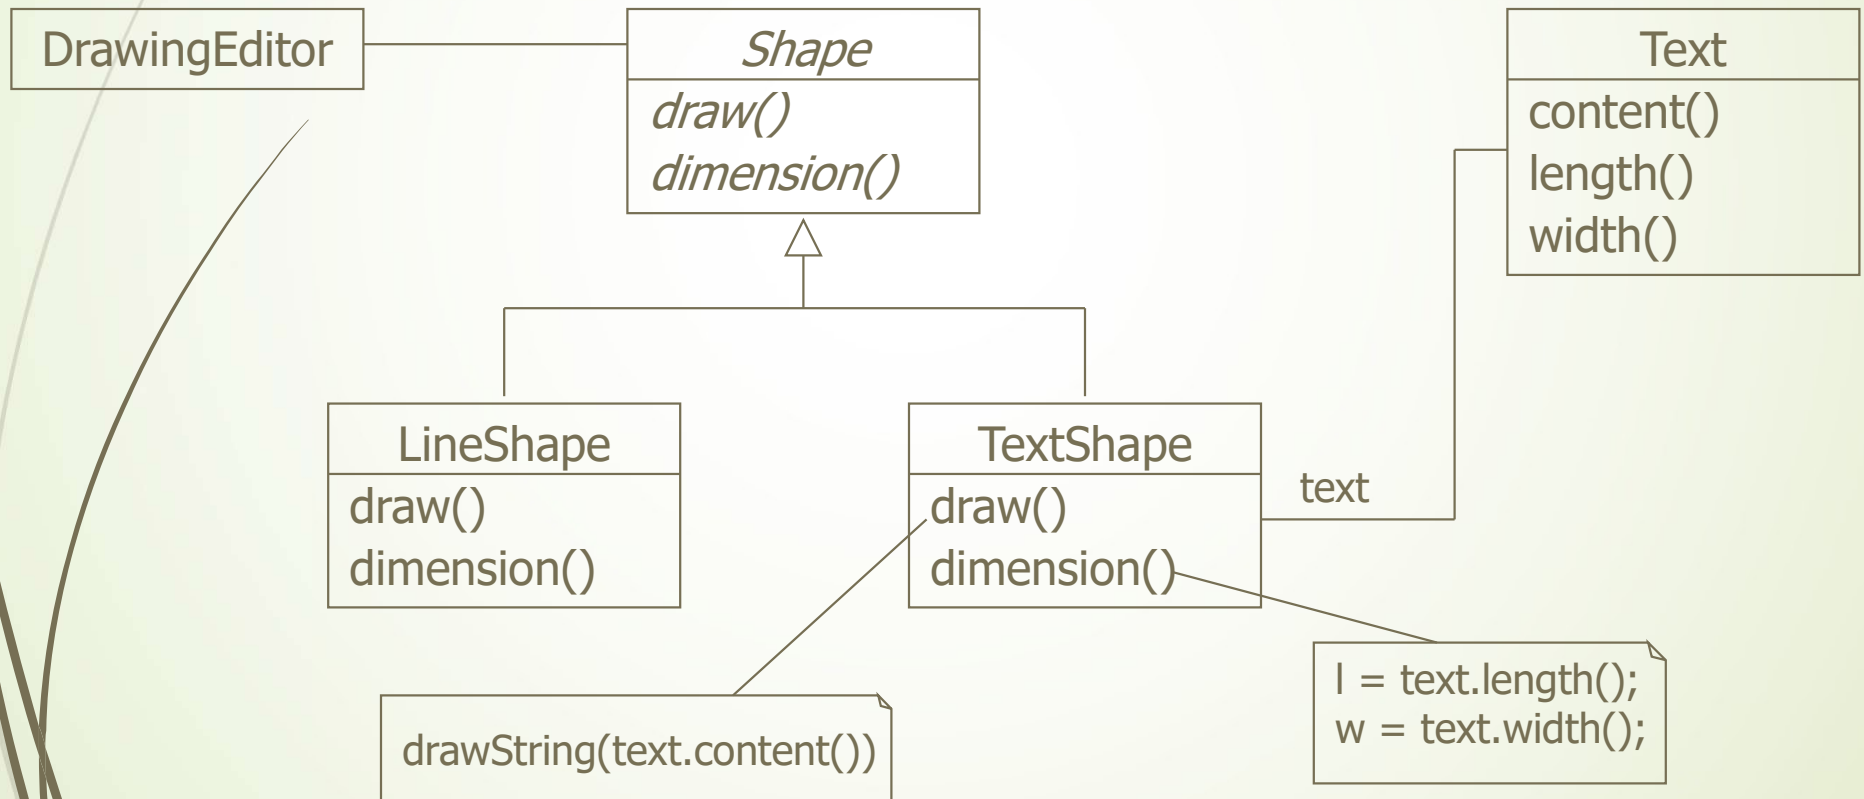 DrawingEditor
Shape
draw()
dimension()
Text
content()
length()
width()
LineShape
draw()
dimension()
TextShape
draw()
dimension()
text
l = text.length();
w = text.width();
drawString(text.content())